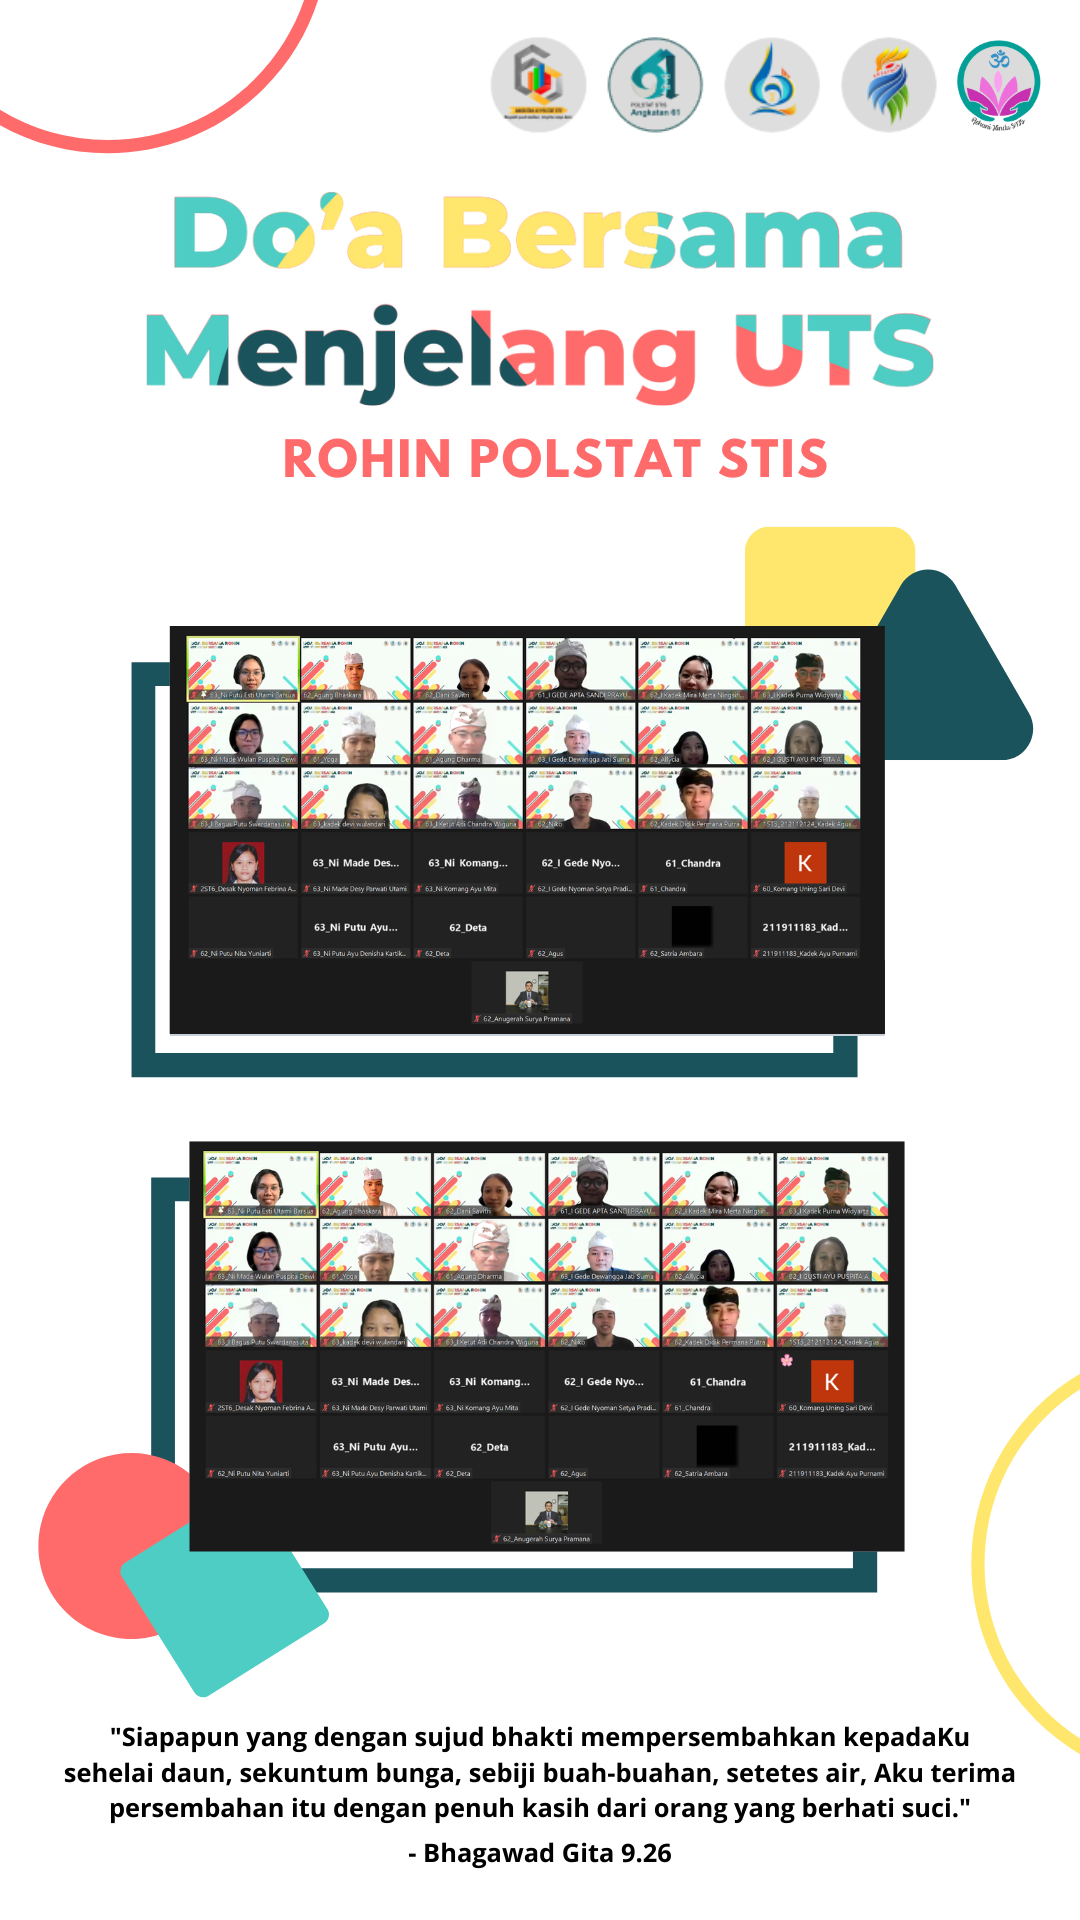 POLSTAT STIS
Angkatan 61
Rohani Hindu STIS
Do'a Bersama
Menjelang UTS
ROHIN POLSTAT STIS
63_Ni Putu Esti Utami Barsua
62_Agung Bhaskara
62_Dani Savitri
61_I GEDE APTA SANDI PRAYU...
62_I Kadek Mira Merta Ningsih...
63_I Kadek Purna Widyarta
63_Ni Made Wulan Puspita Dewi
61_Yoga
61_Agung Dharma
63_I Gede Dewangga Jati Suma
62_Allycia
62_I GUSTI AYU PUSPITA A.
63_I Bagus Putu Swardanasuta
63_kadek devi wulandari
63_I Ketut Adi Chandra Wiguna
62_Niko
62_Kadek Didik Permana Putra
1ST3_212112124_Kadek Agus...
63_Ni Made Des...
63_Ni Komang...
62_I Gede Nyo...
61_Chandra
K
2ST6_Desak Nyoman Febrina A...
63_Ni Made Desy Parwati Utami
63_Ni Komang Ayu Mita
62_I Gede Nyoman Setya Pradi...
61_Chandra
60_Komang Uning Sari Devi
63_Ni Putu Ayu...
62_Deta
211911183_Kad...
62_Ni Putu Nita Yuniarti
63_Ni Putu Ayu Denisha Kartik...
62_Deta
62_Agus
62_Satria Ambara
211911183_Kadek Ayu Purnami
62_Anugerah Surya Pramana
63_Ni Putu Esti Utami Barsua
62_Agung Bhaskara
62_Dani Savitri
61_I GEDE APTA SANDI PRAYU...
62_I Kadek Mira Merta Ningsih...
63_I Kadek Purna Widyarta
63_Ni Made Wulan Puspita Dewi
61_Yoga
61_Agung Dharma
63_I Gede Dewangga Jati Suma
62_Allycia
62_I GUSTI AYU PUSPITA A.
63_I Bagus Putu Swardanasuta
63_kadek devi wulandari
63_I Ketut Adi Chandra Wiguna
62_Niko
62_Kadek Didik Permana Putra
1ST3_212112124_Kadek Agus...
63_Ni Made Des...
63_Ni Komang...
62_I Gede Nyo...
61_Chandra
K
2ST6_Desak Nyoman Febrina A...
63_Ni Made Desy Parwati Utami
63_Ni Komang Ayu Mita
62_I Gede Nyoman Setya Pradi...
61_Chandra
60_Komang Uning Sari Devi
63_Ni Putu Ayu...
62_Deta
211911183_Kad...
62_Ni Putu Nita Yuniarti
63_Ni Putu Ayu Denisha Kartik...
62_Deta
62_Agus
62_Satria Ambara
211911183_Kadek Ayu Purnami
62_Anugerah Surya Pramana
"Siapapun yang dengan sujud bhakti mempersembahkan kepadaKu
sehelai daun, sekuntum bunga, sebiji buah-buahan, setetes air, Aku terima
persembahan itu dengan penuh kasih dari orang yang berhati suci."
- Bhagawad Gita 9.26